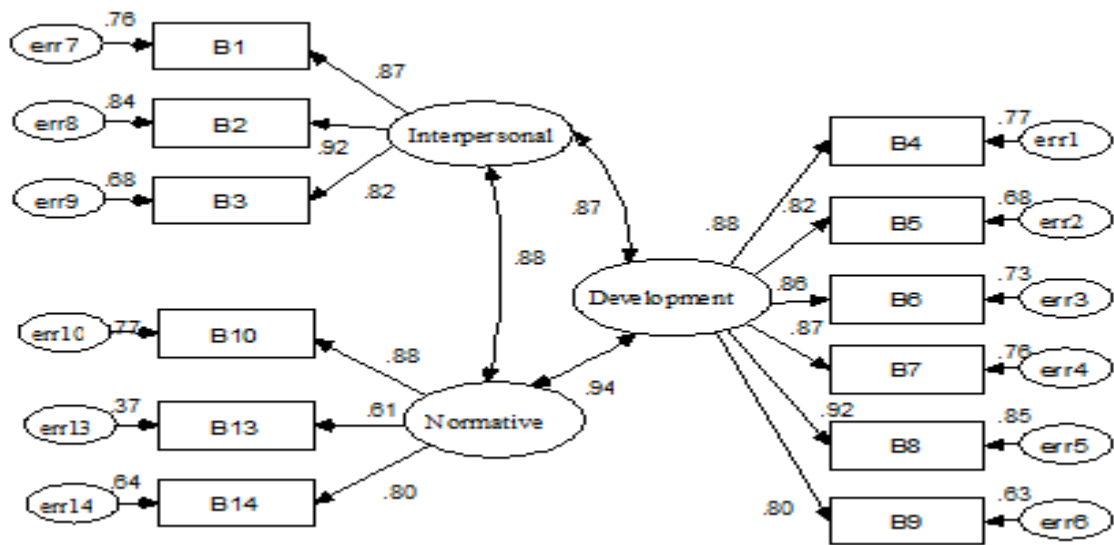 .76
err7
B1
.87
.84
err8
B2
.92
Interpersonal
.68
err9
B3
.82
.77
B4
err1
.87
.88
.82
.68
B5
err2
.88
.86
.73
B6
err3
Development
.77
err10
B10
.88
.87
.76
B7
err4
.94
.37
err13
B13
.61
Normative
.92
.85
B8
err5
.64
err14
B14
.80
.80
.63
B9
err6